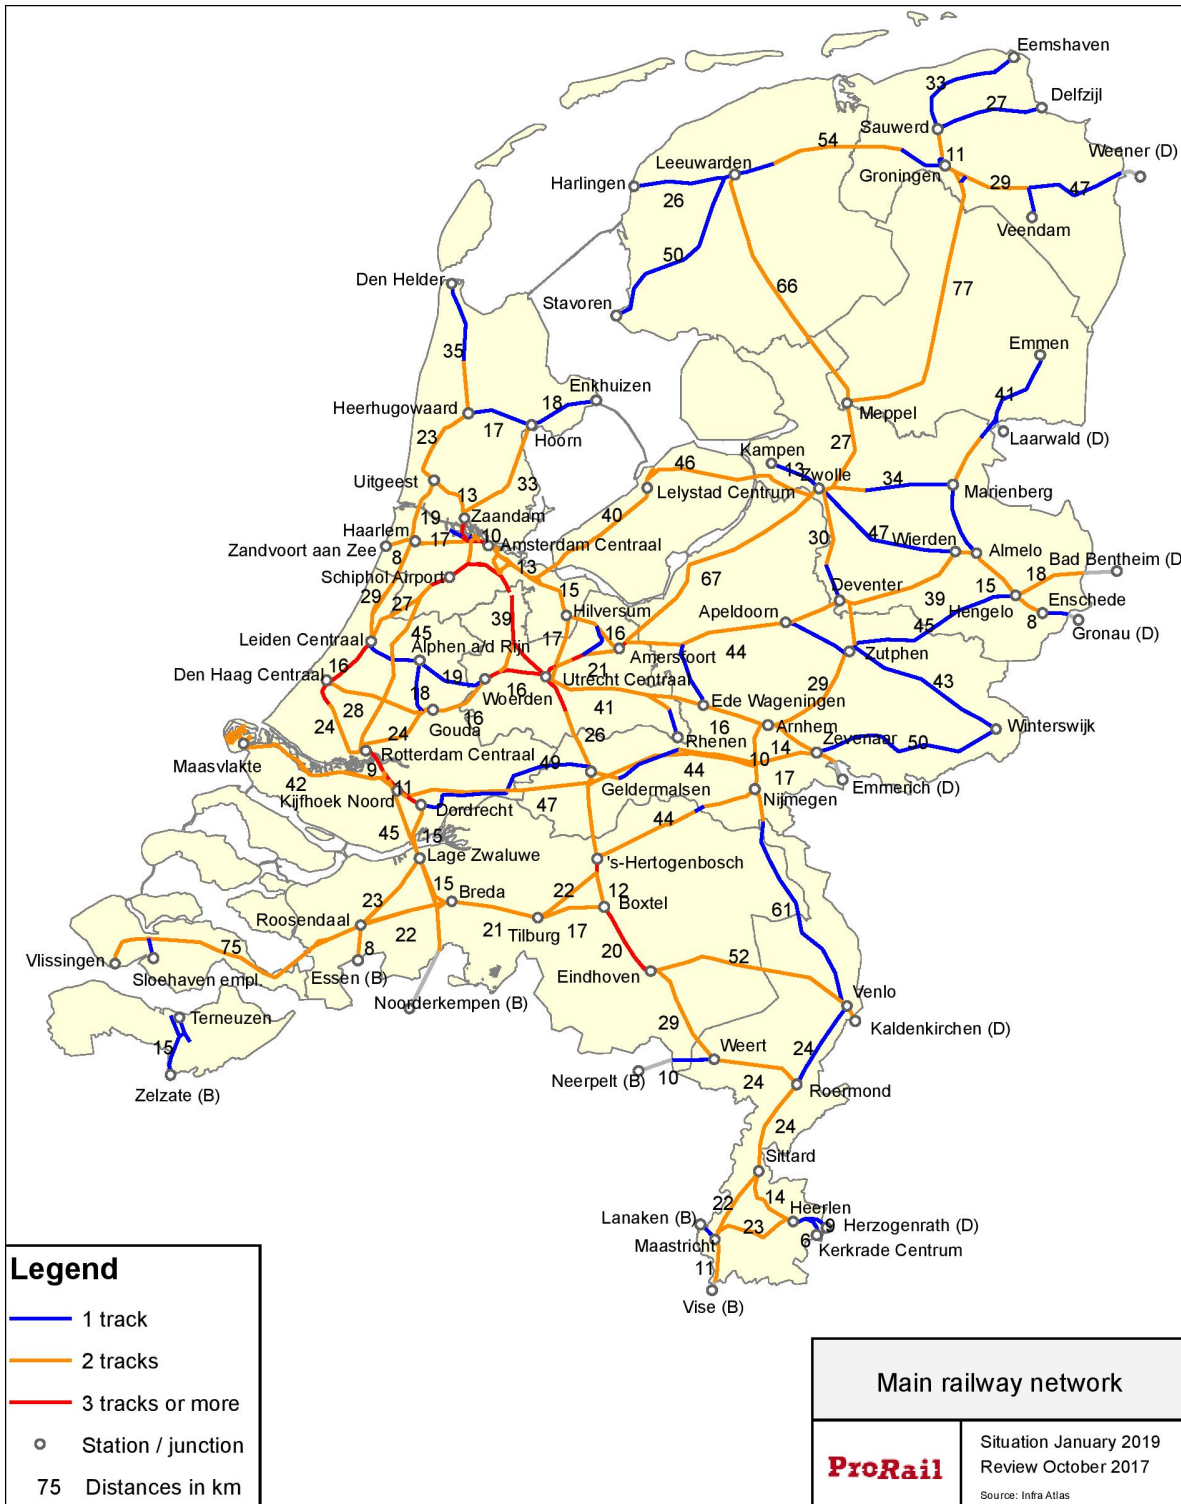 Eemshaven
33
Delfzijl
27
Sauwerd
54
11
Weener (D)
Leeuwarden
Groningen
29
47
Harlingen
26
Veendam
50
Den Helder
66
77
Stavoren
35
Emmen
Enkhuizen
41
18
Heerhugowaard
17
Meppel
Hoorn
23
27
Laarwald (D)
Kampen
46
13
Zwolle
34
Uitgeest
Lelystad Centrum
Marienberg
13
33
19
Zaandam
40
Haarlem
10
30
47
Wierden
17
Amsterdam Centraal
Almelo
Zandvoort aan Zee
8
Bad Bentheim (D
13
Schiphol Airport
67
18
15
15
Deventer
29
27
39
Enschede
Hilversum
Apeldoorn
Hengelo
39
45
8
Gronau (D)
Leiden Centraal
45
17
16
Alphen a/d Rijn
Amersfoort
44
Zutphen
16
21
Den Haag Centraal
19
Utrecht Centraal
43
16
29
18
Woerden
Ede Wageningen
28
41
16
Gouda
16
Arnhem
Winterswijk
24
24
26
Rhenen
14
Zevenaar
50
Rotterdam Centraal
Maasvlakte
9
49
10
42
44
17
11
Geldermalsen
Emmerich (D)
Kijfhoek Noord
47
Nijmegen
Dordrecht
44
45
15
Lage Zwaluwe
's-Hertogenbosch
15
22
Breda
12
23
Boxtel
61
Roosendaal
22
21
Tilburg
17
75
8
20
52
Vlissingen
Essen (B)
Sloehaven empl.
Eindhoven
Noorderkempen (B)
Venlo
Terneuzen
29
Kaldenkirchen (D)
15
Weert
24
Neerpelt (B)
10
24
Zelzate (B)
Roermond
24
Sittard
14
22
Heerlen
Lanaken (B)
23
9
Herzogenrath (D)
Maastricht
6
Kerkrade Centrum
11
Vise (B)
Legend
1 track
2 tracks
3 tracks or more
Station / junction
75 Distances in km
Main railway network
ProRail
Situation January 2019
Review October 2017
Source: Infra Atlas